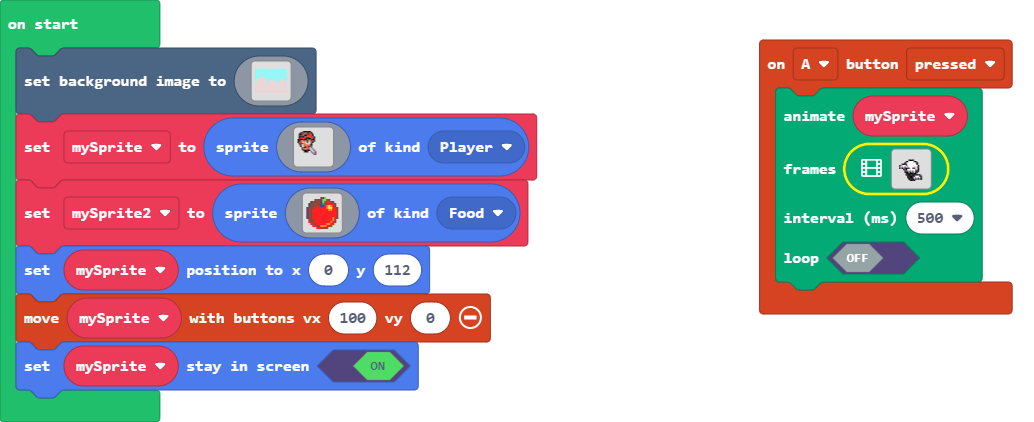 on start
set background image to
set mySprite to sprite of kind Player
set mySprite2 to sprite of kind Food
set mySprite position to x 0 y 112
move mySprite with buttons vx 100 vy 0
set mySprite stay in screen ON
on A button pressed
animate mySprite
frames
interval (ms) 500
loop OFF